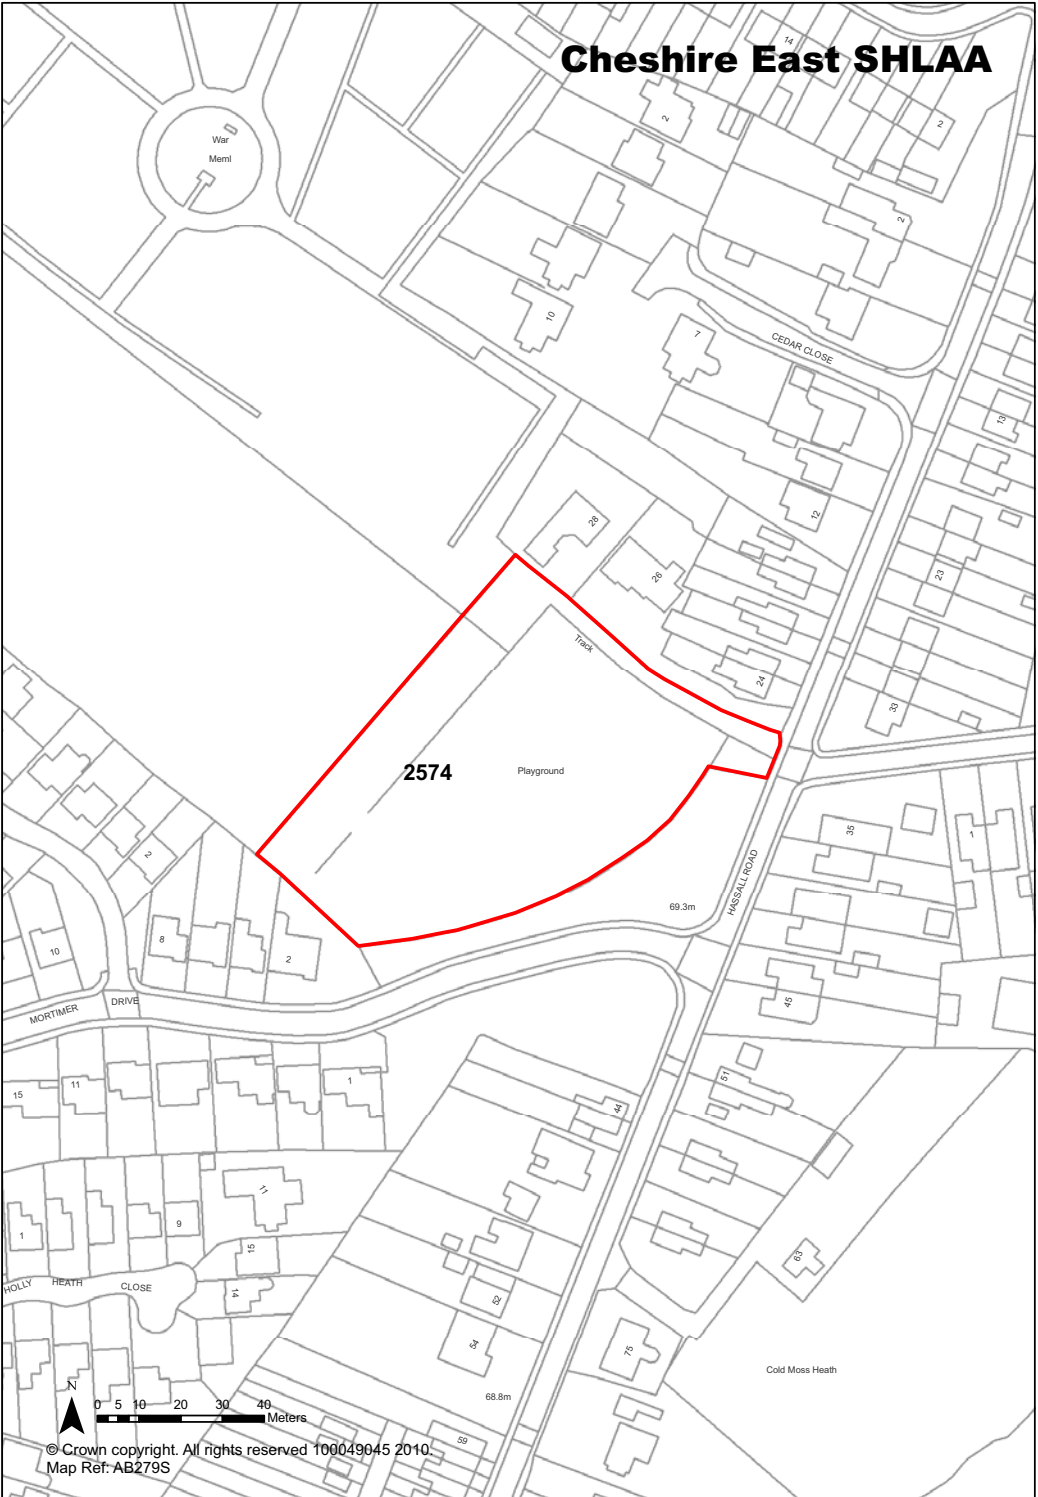 Cheshire East SHLAA
14
War
Meml
2
2
2
10
7
CEDAR CLOSE
13
12
28
23
26
Track
24
33
2574
Playground
35
1
2
HASSALL ROAD
69.3m
8
10
2
45
MORTIMER
DRIVE
51
15
11
1
44
11
9
1
15
63
HOLLY
HEATH
CLOSE
14
52
54
75
Cold Moss Heath
N
68.8m
0 5 10 20 30 40
Meters
59
© Crown copyright. All rights reserved 100049045 2010.
Map Ref: AB279S